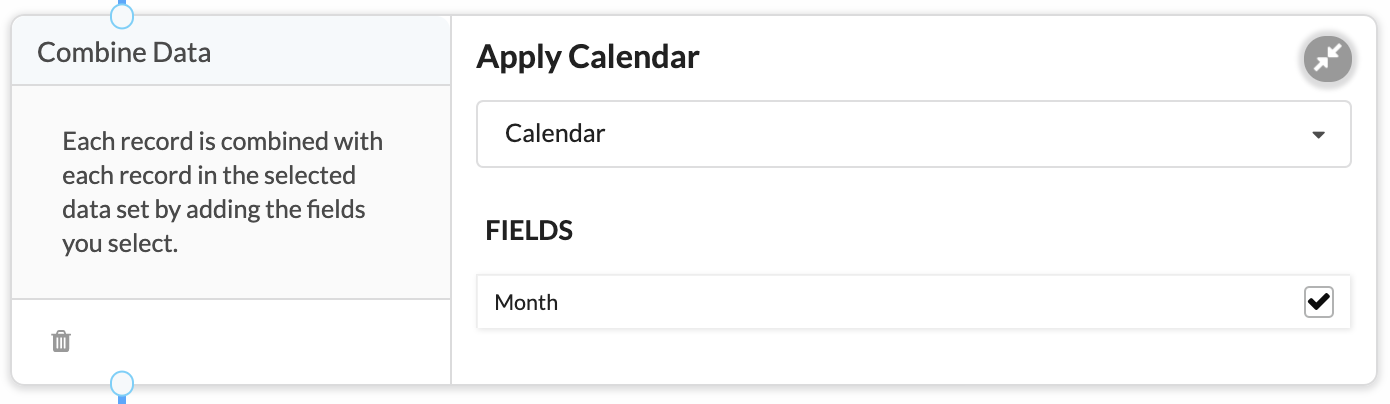 Combine Data
Each record is combined with
each record in the selected
data set by adding the fields
you select.
Apply Calendar
Calendar
FIELDS
Month